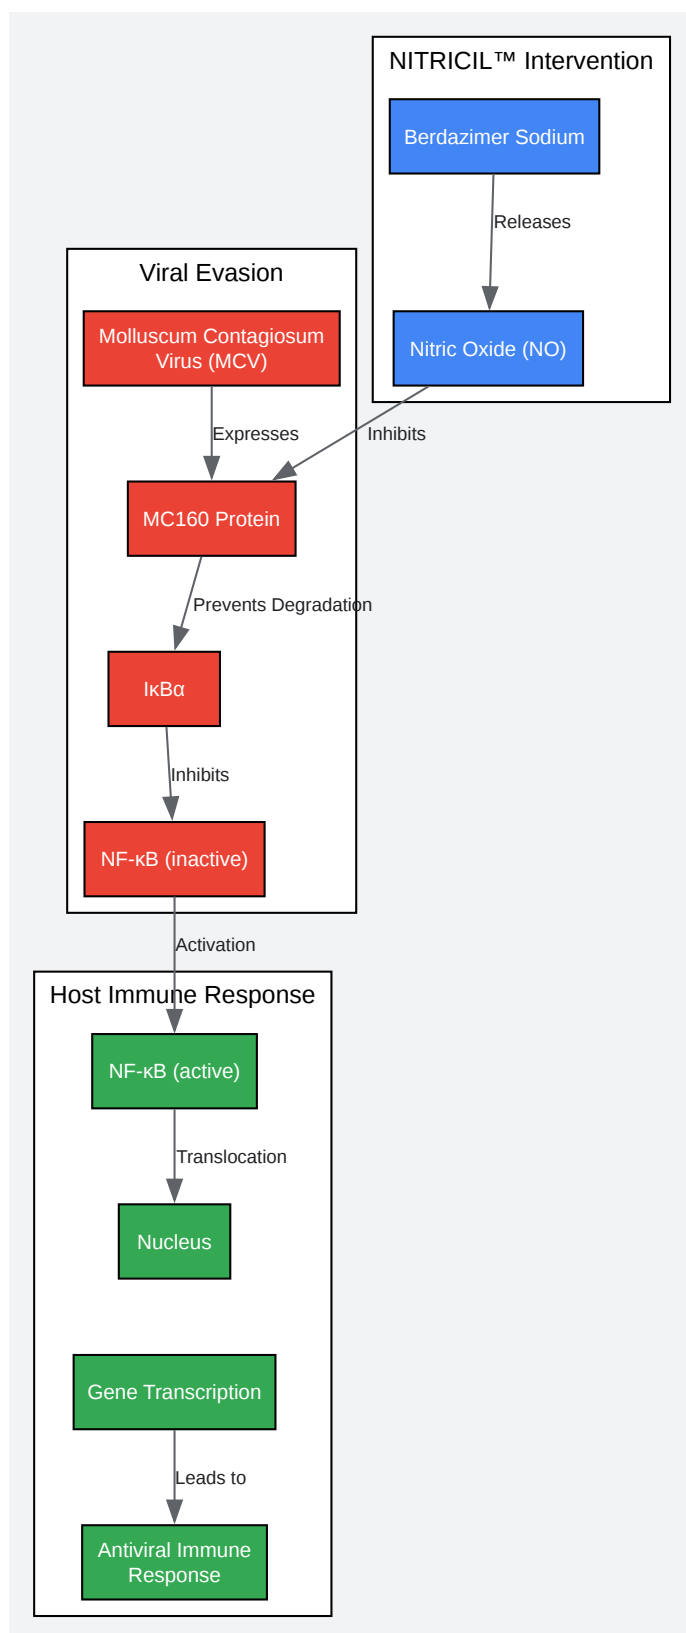 NITRICIL™ Intervention
Berdazimer Sodium
Releases
Nitric Oxide (NO)
Inhibits
Viral Evasion
Molluscum Contagiosum
Virus (MCV)
Expresses
MC160 Protein
Prevents Degradation
IκBα
Inhibits
NF-κB (inactive)
Activation
Host Immune Response
NF-κB (active)
Translocation
Nucleus
Gene Transcription
Leads to
Antiviral Immune
Response